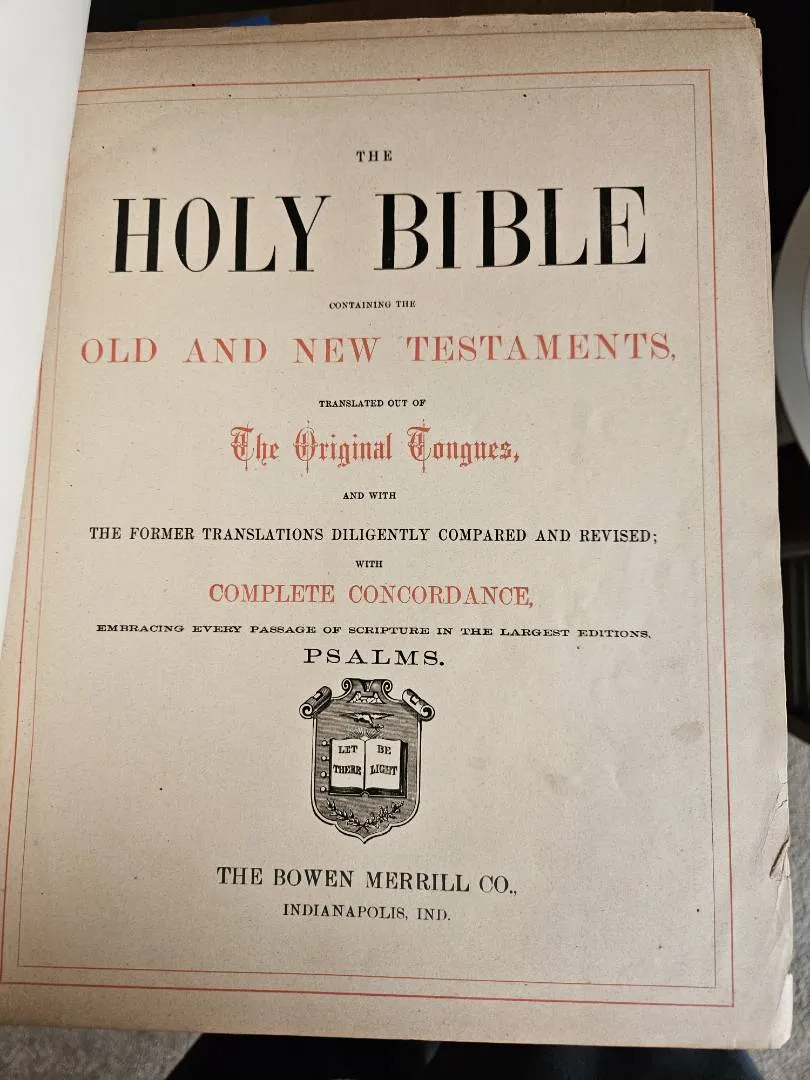 THE
HOLY BIBLE
CONTAINING THE
OLD AND NEW TESTAMENTS,
TRANSLATED OUT OF
The Original Tongues,
AND WITH
THE FORMER TRANSLATIONS DILIGENTLY COMPARED AND REVISED;
WITH
COMPLETE CONCORDANCE,
EMBRACING EVERY PASSAGE OF SCRIPTURE IN THE LARGEST EDITIONS,
PSALMS.
LET BE
THERE LIGHT
THE BOWEN MERRILL CO.,
INDIANAPOLIS, IND.